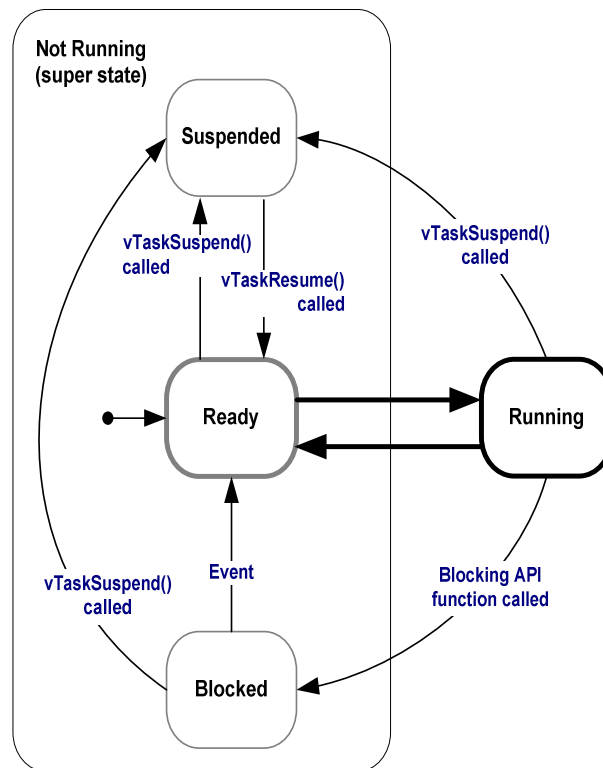 Not Running
(super state)
Suspended
vTaskSuspend()
called
vTaskResume()
called
vTaskSuspend()
called
Ready
Running
Event
vTaskSuspend()
called
Blocking API
function called
Blocked